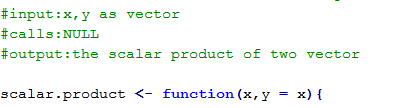 #input:x,y as vector
#calls:NULL
#output:the scalar product of two vector
scalar.product <- function(x,y = x){